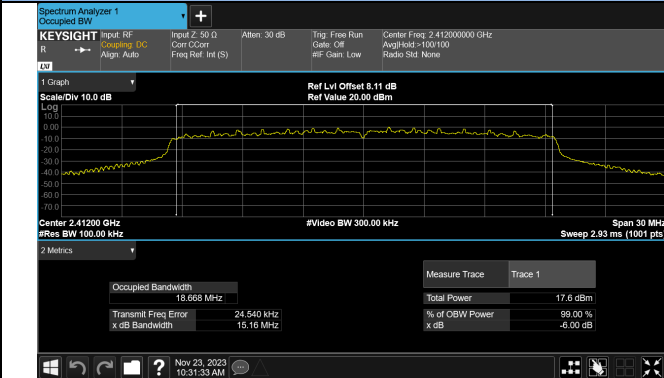 Spectrum Analyzer 1
Occupied BW
KEYSIGHT
R
LXI
Input: RF
Coupling: DC
Align: Auto
Input Z: 50 Ω
Corr CCorr
Freq Ref: Int (S)
Atten: 30 dB
Trig: Free Run
Gate: Off
#IF Gain: Low
Center Freq: 2.412000000 GHz
Avg|Hold:>100/100
Radio Std: None
1 Graph
Scale/Div 10.0 dB
Ref Lvl Offset 8.11 dB
Ref Value 20.00 dBm
Log
10.0
0.00
-10.0
-20.0
-30.0
-40.0
-50.0
-60.0
-70.0
Center 2.41200 GHz
#Res BW 100.00 kHz
#Video BW 300.00 kHz
Span 30 MHz
Sweep 2.93 ms (1001 pts)
2 Metrics
Measure Trace Trace 1
Occupied Bandwidth
18.668 MHz
Total Power 17.6 dBm
Transmit Freq Error 24.540 kHz
% of OBW Power 99.00 %
x dB Bandwidth 15.16 MHz
x dB -6.00 dB
?
Nov 23, 2023
10:31:33 AM